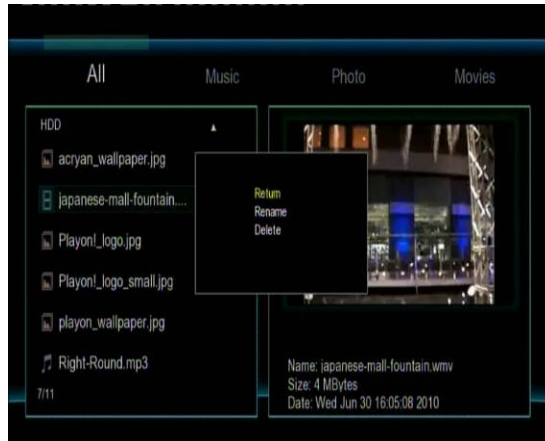 All
Music
Photo
Movies
HDD
acryan_wallpaper.jpg
japanese-mall-fountain....
Playon!_logo.jpg
Playon!_logo_small.jpg
playon_wallpaper.jpg
Right-Round.mp3
7/11
Return
Rename
Delete
Name: japanese-mall-fountain.wmv
Size: 4 MBytes
Date: Wed Jun 30 16:05:08 2010